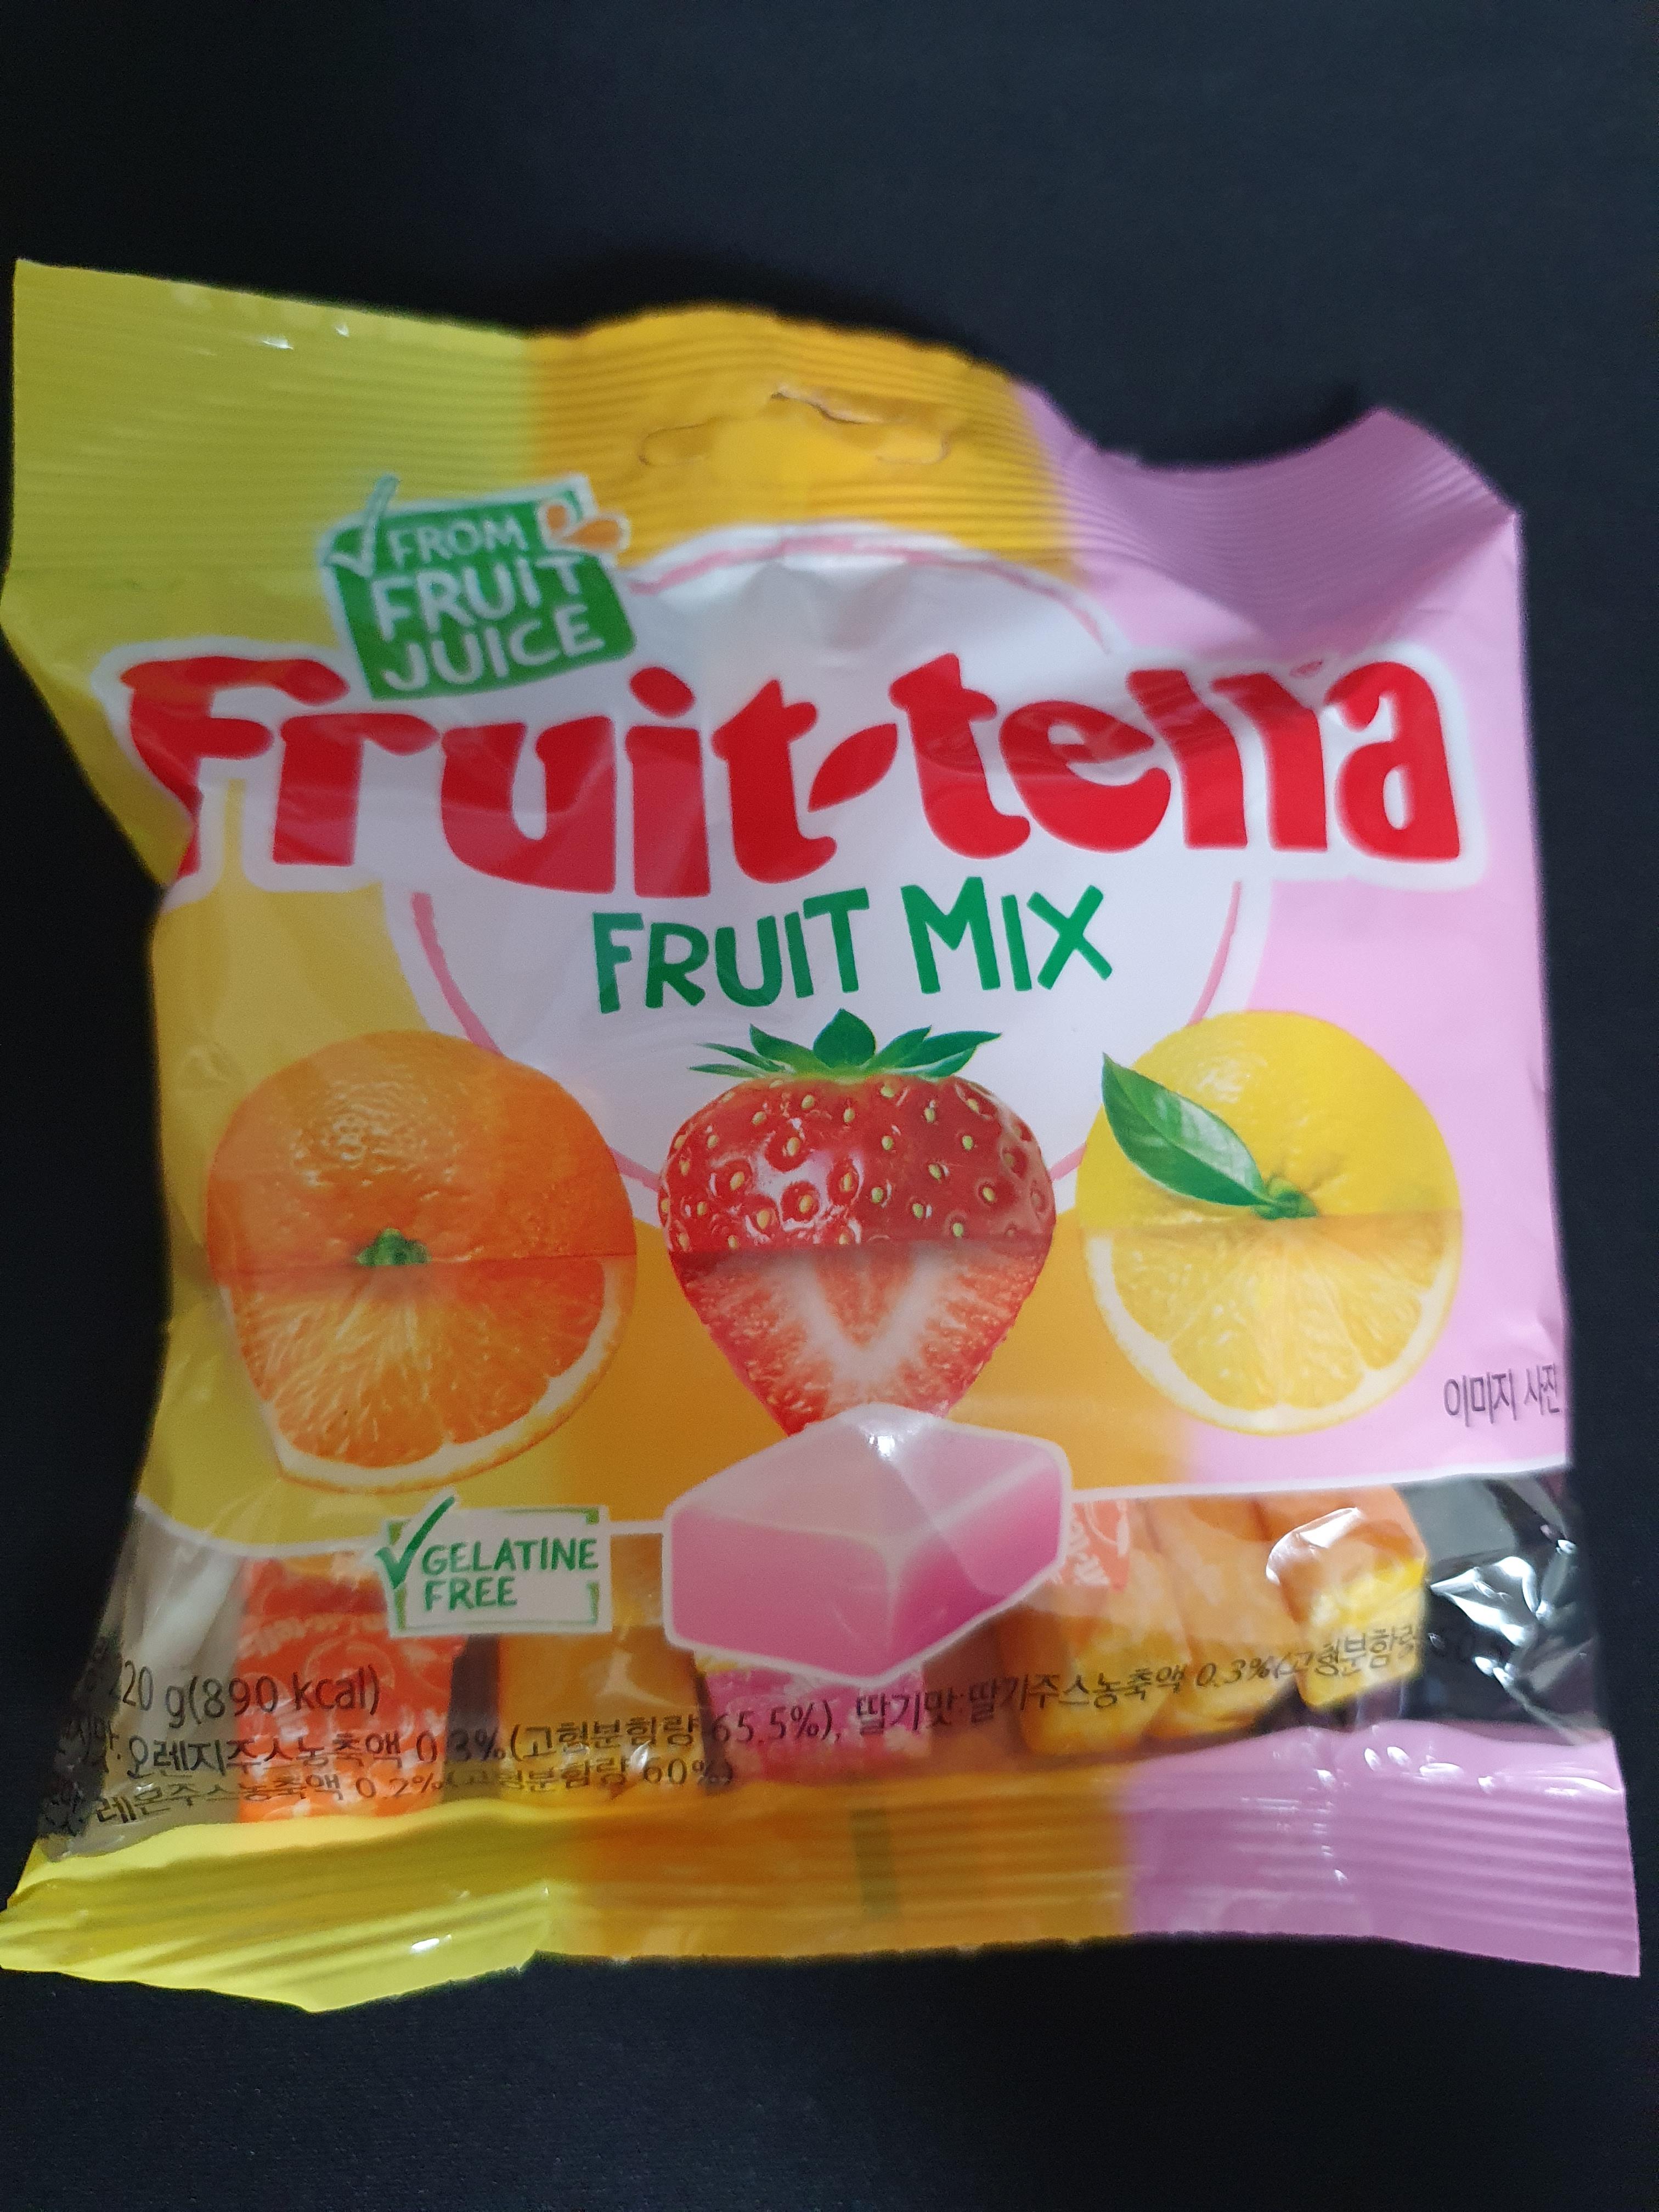 FROM
FRUIT
JUICE
Fruit-tella
FRUIT MIX
이미지 사진
GELATINE
FREE
220 g(890 kcal)
오렌지주스농축액 0.3%(고형분함량 65.5%), 딸기맛:딸기주스농축액 0.3%(고형분함량
레몬주스농축액 0.2%(고형분함량 60%)